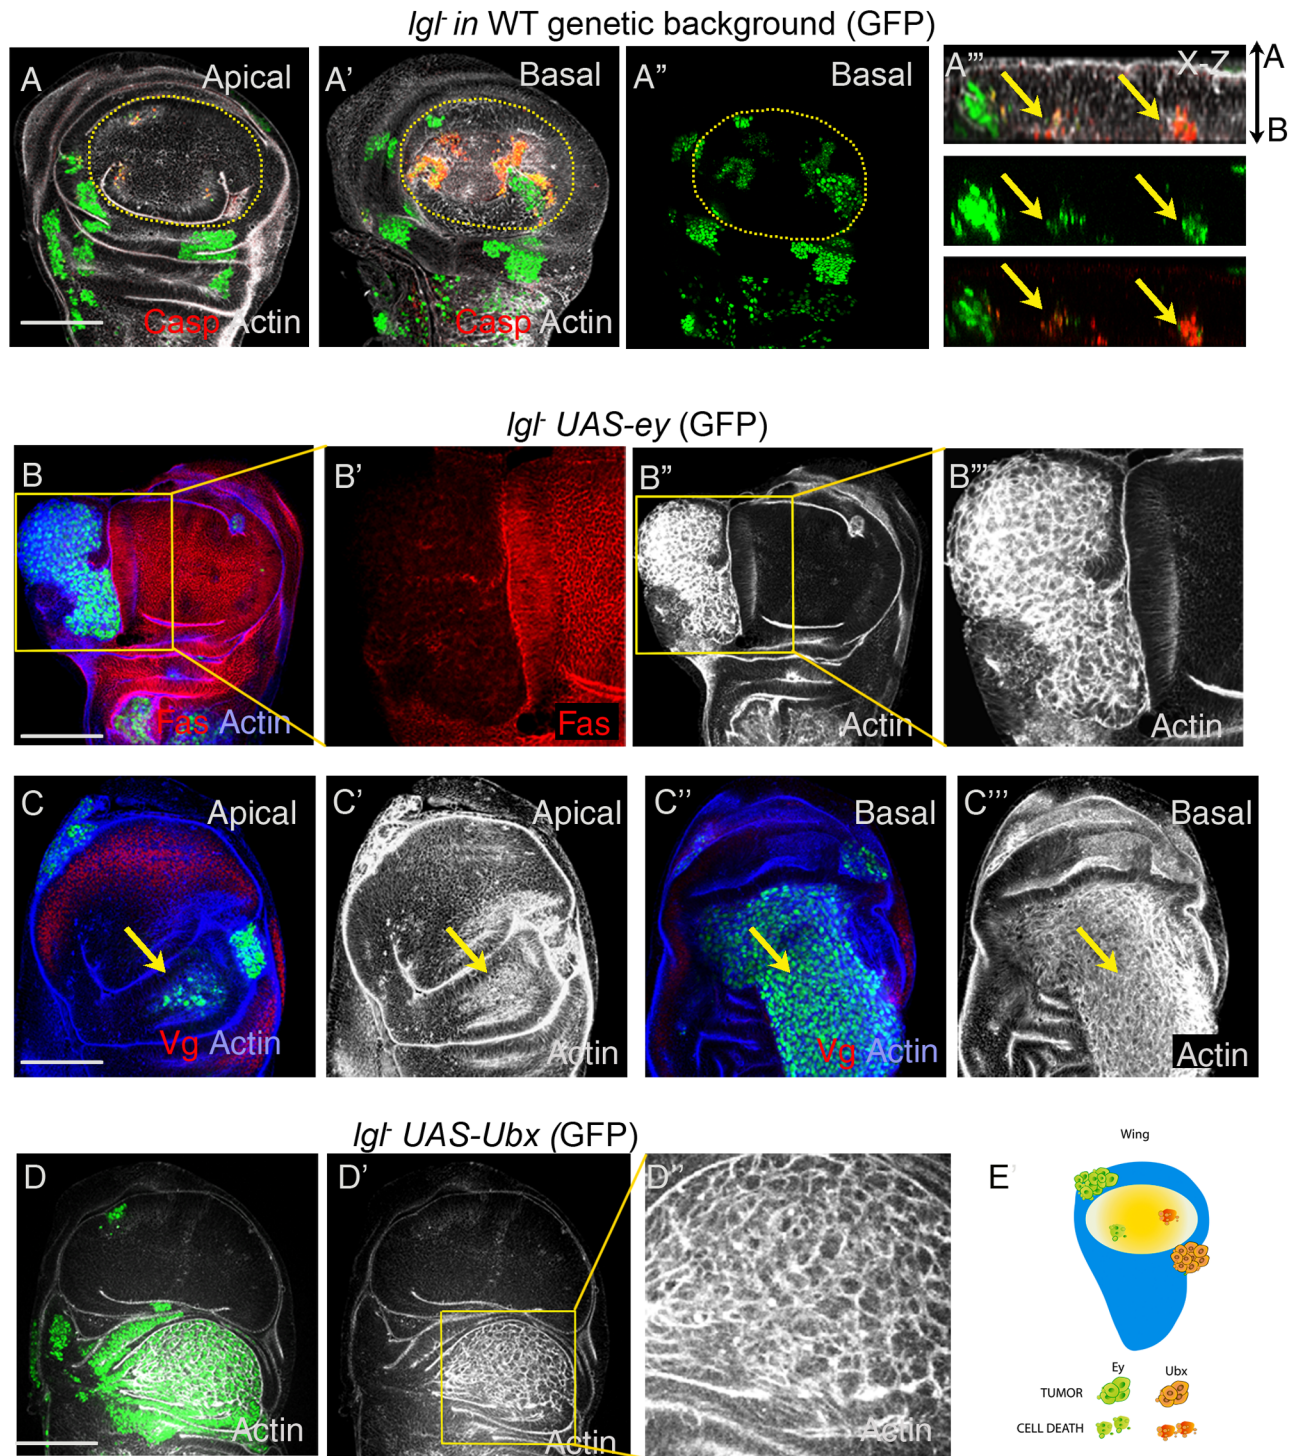 lgl- in WT genetic background (GFP)
A Apical
Casp Actin
A' Basal
Casp Actin
A" Basal
A''' X-Z
A
B
lgl- UAS-ey (GFP)
B
Fas Actin
B'
Fas
B"
Actin
B'''
Actin
C Apical
Vg Actin
C' Apical
Actin
C'' Basal
Vg Actin
C''' Basal
Actin
lgl- UAS-Ubx (GFP)
D
Actin
D'
Actin
D"
Actin
E'
Wing
Ey Ubx
TUMOR
CELL DEATH